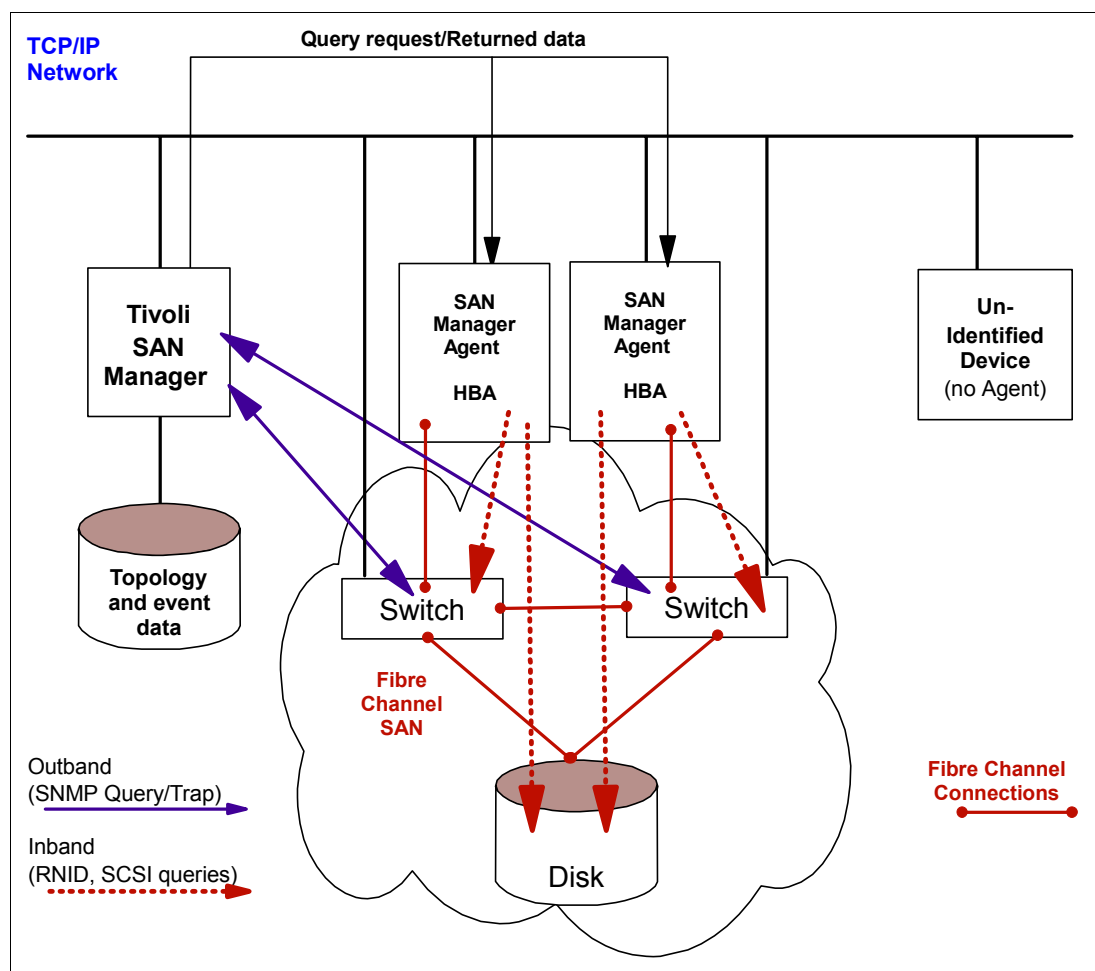 TCP/IP
Network
Query request/Returned data
Tivoli
SAN
Manager
SAN
Manager
Agent
HBA
SAN
Manager
Agent
HBA
Un-
Identified
Device
(no Agent)
Topology
and event
data
Switch
Switch
Fibre
Channel
SAN
Disk
Outband
(SNMP Query/Trap)
Inband
(RNID, SCSI queries)
Fibre Channel
Connections